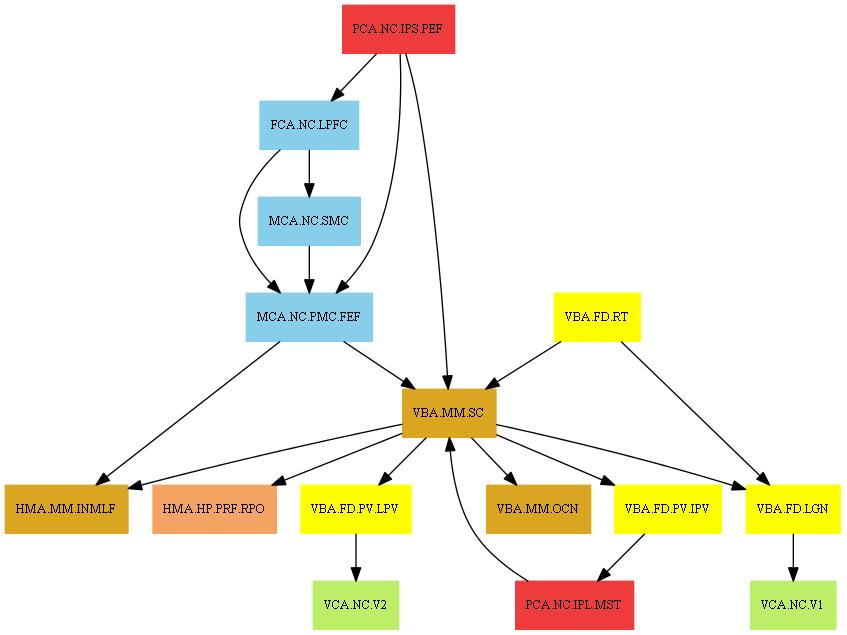 PCA.NC.IPS.PEF
FCA.NC.LPFC
MCA.NC.SMC
MCA.NC.PMC.FEF
VBA.FD.RT
VBA.MM.SC
HMA.MM.INMLF
HMA.HP.PRF.RPO
VBA.FD.PV.LPV
VBA.MM.OCN
VBA.FD.PV.IPV
VBA.FD.LGN
VCA.NC.V2
PCA.NC.IPL.MST
VCA.NC.V1